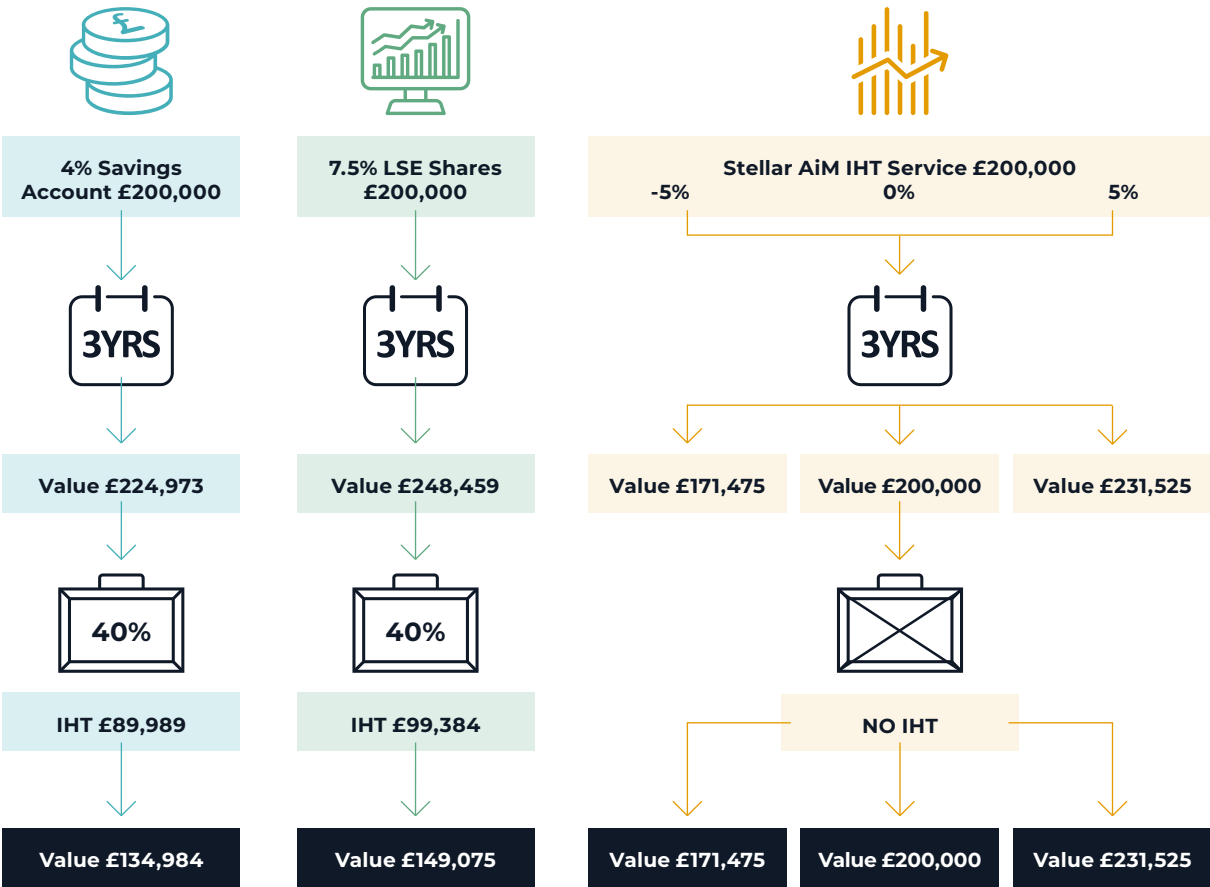 4% Savings
Account £200,000
7.5% LSE Shares
£200,000
Stellar AiM IHT Service £200,000
-5% 0% 5%
3YRS
3YRS
3YRS
Value £224,973
Value £248,459
Value £171,475
Value £200,000
Value £231,525
40%
40%
IHT £89,989
IHT £99,384
NO IHT
Value £134,984
Value £149,075
Value £171,475
Value £200,000
Value £231,525